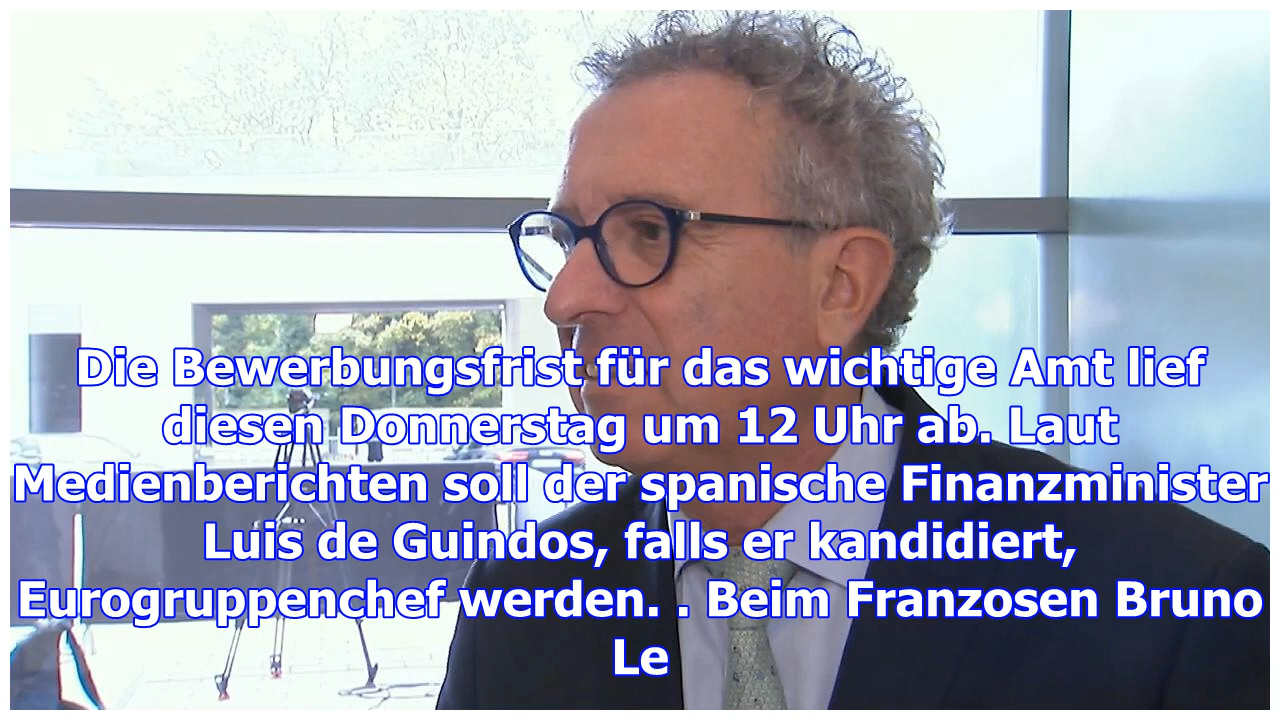 Die Bewerbungsfrist für das wichtige Amt lief
diesen Donnerstag um 12 Uhr ab. Laut
Medienberichten soll der spanische Finanzminister
Luis de Guindos, falls er kandidiert,
Eurogruppenchef werden. . Beim Franzosen Bruno
Le